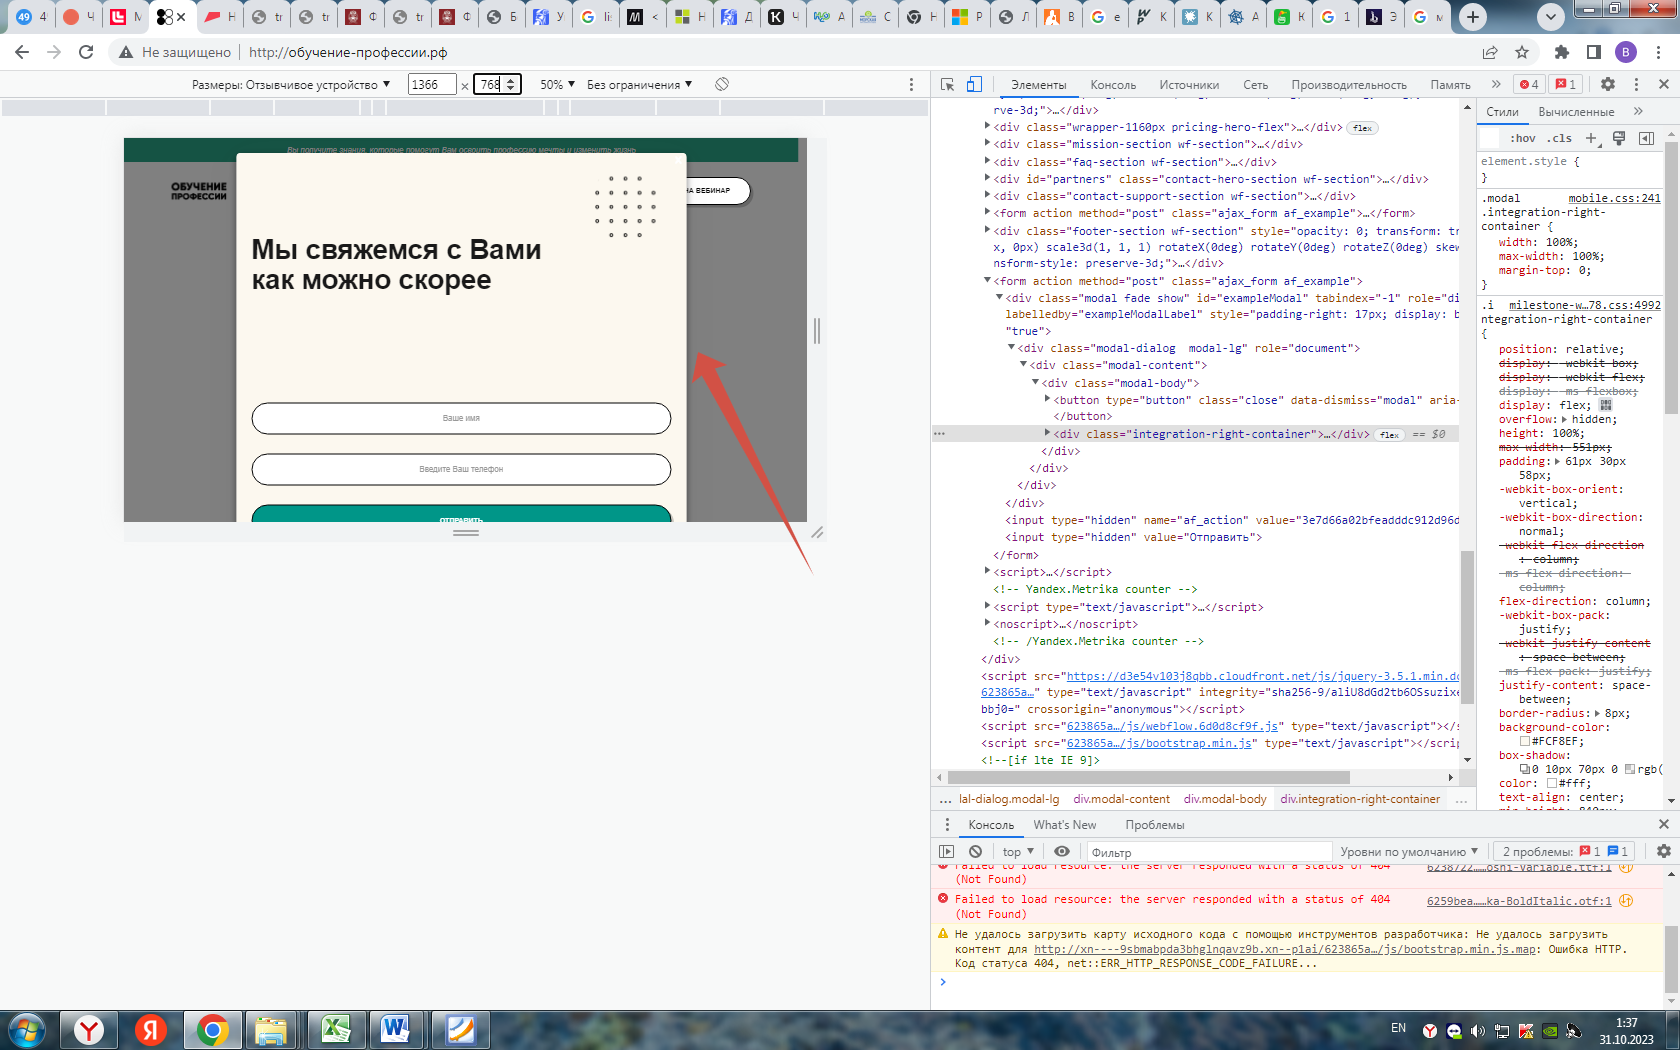 49 4
Не защищено http://обучение-профессии.рф
Размеры: Отзывчивое устройство ▼ 1366 × 768 50% ▼ Без ограничения ▼
Вы получите знания, которые помогут Вам освоить профессию мечты и изменить жизнь
ОБУЧЕНИЕ
ПРОФЕССИИ
НА ВЕБИНАР
Мы свяжемся с Вами
как можно скорее
Ваше имя
Введите Ваш телефон
ОТПРАВИТЬ
Элементы Консоль Источники Сеть Производительность Память » 4 1
rve-3d;">…</div>
<div class="wrapper-1160px pricing-hero-flex">…</div> flex
<div class="mission-section wf-section">…</div>
<div class="faq-section wf-section">…</div>
<div id="partners" class="contact-hero-section wf-section">…</div>
<div class="contact-support-section wf-section">…</div>
<form action method="post" class="ajax_form af_example">…</form>
<div class="footer-section wf-section" style="opacity: 0; transform: tr
x, 0px) scale3d(1, 1, 1) rotateX(0deg) rotateY(0deg) rotateZ(0deg) skew
nsform-style: preserve-3d;">…</div>
<form action method="post" class="ajax_form af_example">
<div class="modal fade show" id="exampleModal" tabindex="-1" role="di
labelledby="exampleModalLabel" style="padding-right: 17px; display: b
"true">
<div class="modal-dialog  modal-lg" role="document">
<div class="modal-content">
<div class="modal-body">
<button type="button" class="close" data-dismiss="modal" aria-
</button>
<div class="integration-right-container">…</div> flex == $0
</div>
</div>
</div>
</div>
<input type="hidden" name="af_action" value="3e7d66a02bfeadddc912d96d
<input type="hidden" value="Отправить">
</form>
<script>…</script>
<!-- Yandex.Metrika counter -->
<script type="text/javascript">…</script>
<noscript>…</noscript>
<!-- /Yandex.Metrika counter -->
</div>
<script src="https://d3e54v103j8qbb.cloudfront.net/js/jquery-3.5.1.min.dc
623865a…" type="text/javascript" integrity="sha256-9/aliU8dGd2tb6OSsuzixe
bbj0=" crossorigin="anonymous"></script>
<script src="623865a…/js/webflow.6d0d8cf9f.js" type="text/javascript"></s
<script src="623865a…/js/bootstrap.min.js" type="text/javascript"></scrip
<!--[if lte IE 9]>
... lal-dialog.modal-lg div.modal-content div.modal-body div.integration-right-container ...
Стили Вычисленные »
:hov .cls +
element.style {
}
.modal mobile.css:241
.integration-right-
container {
width: 100%;
max-width: 100%;
margin-top: 0;
}
.i milestone-w…78.css:4992
ntegration-right-container
{
position: relative;
display: -webkit-box;
display: -webkit-flex;
display: -ms-flexbox;
display: flex;
overflow: hidden;
height: 100%;
max-width: 551px;
padding: 61px 30px
58px;
-webkit-box-orient:
vertical;
-webkit-box-direction:
normal;
-webkit-flex-direction
: column;
-ms-flex-direction:
column;
flex-direction: column;
-webkit-box-pack:
justify;
-webkit-justify-content
: space-between;
-ms-flex-pack: justify;
justify-content: space-
between;
border-radius: 8px;
background-color:
#FCF8EF;
box-shadow:
0 10px 70px 0 rgb(
color: #fff;
text-align: center;
Консоль What's New Проблемы
top ▼ Фильтр Уровни по умолчанию ▼ 2 проблемы: 1 1
Failed to load resource: the server responded with a status of 404 6238722……oshi-Variable.ttf:1
(Not Found)
Failed to load resource: the server responded with a status of 404 6259bea……ka-BoldItalic.otf:1
(Not Found)
Не удалось загрузить карту исходного кода с помощью инструментов разработчика: Не удалось загрузить
контент для http://xn----9sbmabpda3bhglnqavz9b.xn--p1ai/623865a…/js/bootstrap.min.js.map: Ошибка HTTP.
Код статуса 404, net::ERR_HTTP_RESPONSE_CODE_FAILURE...
EN
1:37
31.10.2023